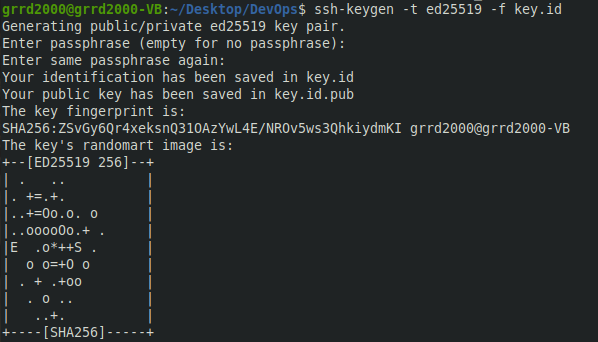 grrd2000@grrd2000-VB:~/Desktop/DevOps$ ssh-keygen -t ed25519 -f key.id
Generating public/private ed25519 key pair.
Enter passphrase (empty for no passphrase):
Enter same passphrase again:
Your identification has been saved in key.id
Your public key has been saved in key.id.pub
The key fingerprint is:
SHA256:ZSvGy6Qr4xeksnQ31OAzYwL4E/NROv5ws3QhkiydmKI grrd2000@grrd2000-VB
The key's randomart image is:
+--[ED25519 256]--+
| .   ..          |
|. +=.+.          |
|..+=Oo.o. o      |
|..ooooOo.+ .     |
|E  .o*++S .      |
|  o o=+O o       |
| . + .+oo        |
|  . o ..         |
|   ..+.          |
+----[SHA256]-----+